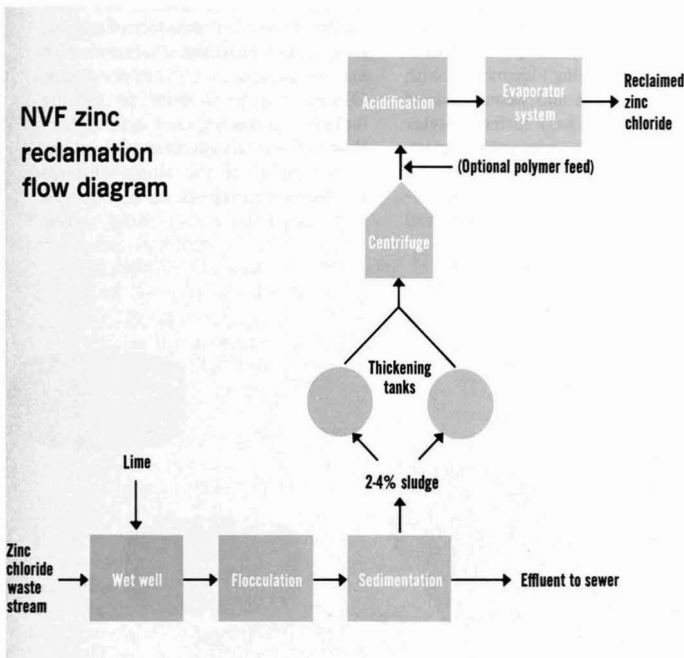 NVF zinc
reclamation
flow diagram
Acidification
Evaporator
system
Reclaimed
zinc
chloride
(Optional polymer feed)
Centrifuge
Thickening
tanks
2-4% sludge
Lime
Zinc
chloride
waste
stream
Wet well
Flocculation
Sedimentation
Effluent to sewer